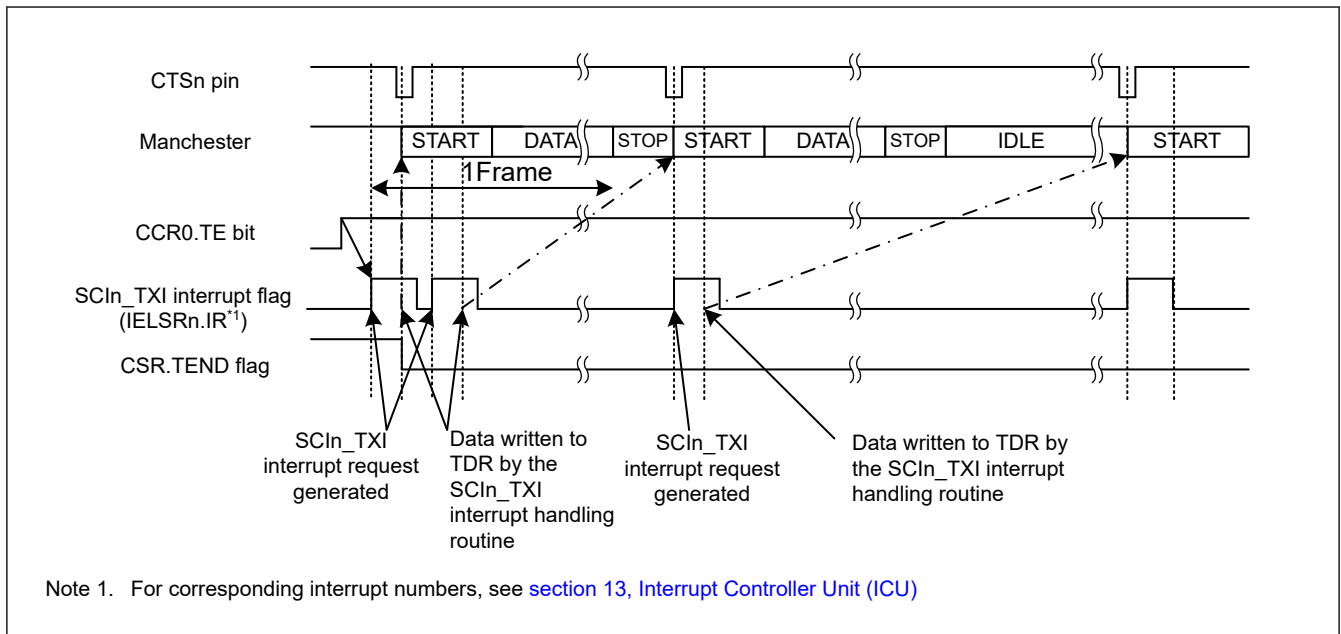 CTSn pin
Manchester
START DATA STOP START DATA STOP IDLE START
1Frame
CCR0.TE bit
SCIn_TXI interrupt flag
(IELSRn.IR*1)
CSR.TEND flag
SCIn_TXI
interrupt request
generated
Data written to
TDR by the
SCIn_TXI
interrupt handling
routine
SCIn_TXI
interrupt request
generated
Data written to TDR by
the SCIn_TXI interrupt
handling routine
Note 1. For corresponding interrupt numbers, see section 13, Interrupt Controller Unit (ICU)